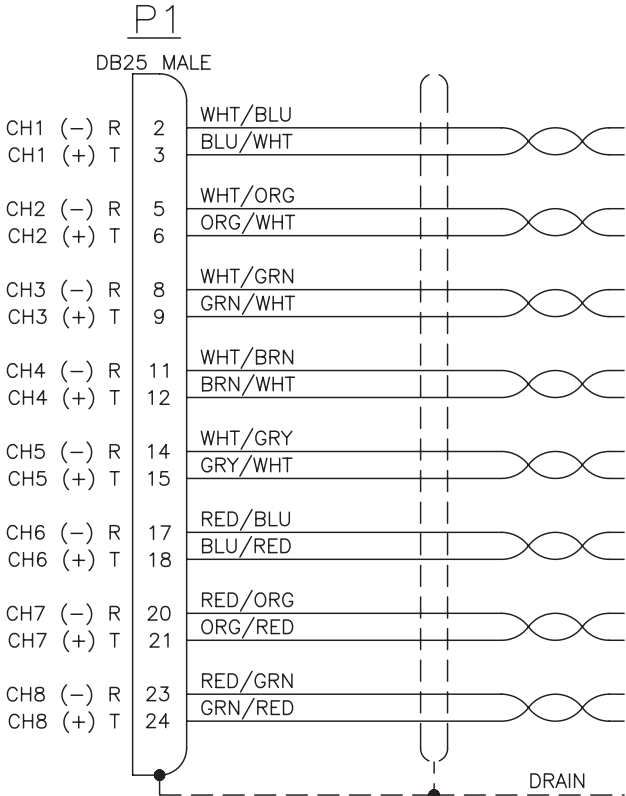 P1
DB25 MALE
WHT/BLU
CH1 (-) R 2
BLU/WHT
CH1 (+) T 3
WHT/ORG
CH2 (-) R 5
ORG/WHT
CH2 (+) T 6
WHT/GRN
CH3 (-) R 8
GRN/WHT
CH3 (+) T 9
WHT/BRN
CH4 (-) R 11
BRN/WHT
CH4 (+) T 12
WHT/GRY
CH5 (-) R 14
GRY/WHT
CH5 (+) T 15
RED/BLU
CH6 (-) R 17
BLU/RED
CH6 (+) T 18
RED/ORG
CH7 (-) R 20
ORG/RED
CH7 (+) T 21
RED/GRN
CH8 (-) R 23
GRN/RED
CH8 (+) T 24
DRAIN